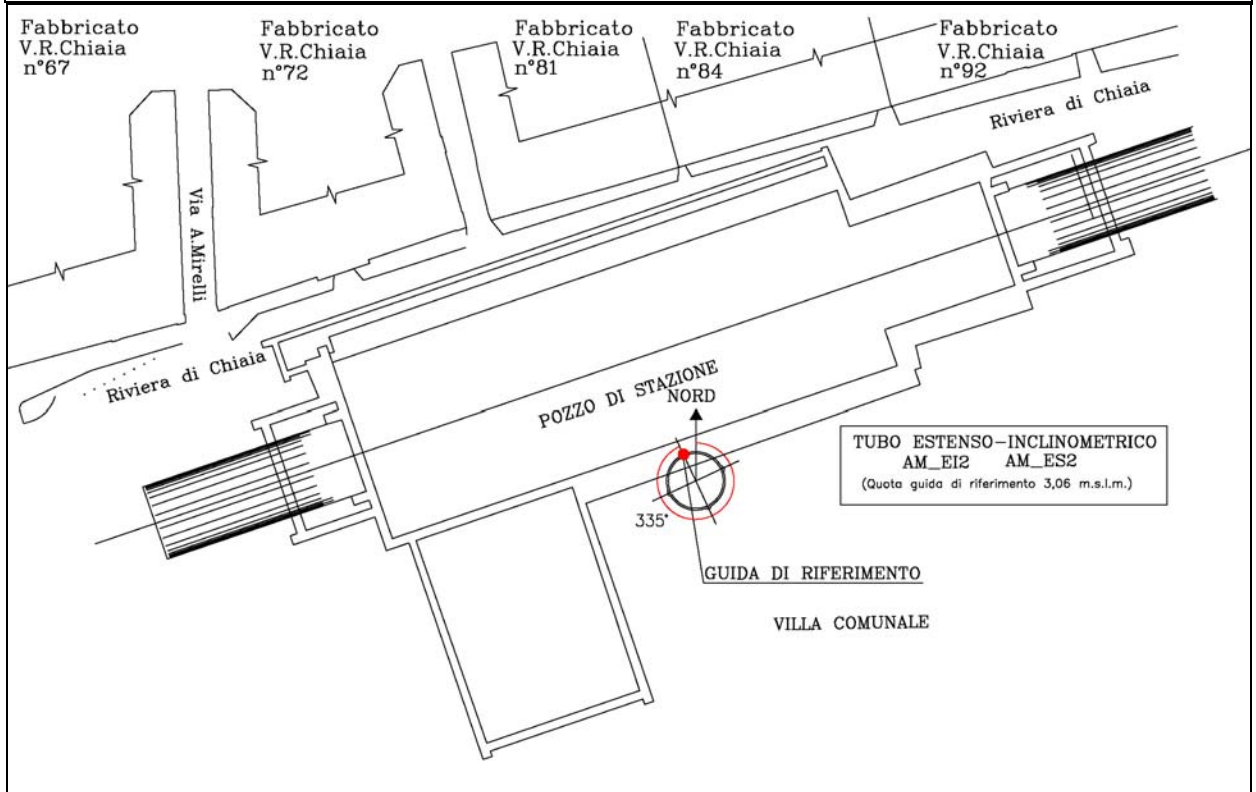 Fabbricato
V.R.Chiaia
n°67
Fabbricato
V.R.Chiaia
n°72
Fabbricato
V.R.Chiaia
n°81
Fabbricato
V.R.Chiaia
n°84
Fabbricato
V.R.Chiaia
n°92
Riviera di Chiaia
Via A.Mirelli
Riviera di Chiaia
POZZO DI STAZIONE
NORD
TUBO ESTENSO-INCLINOMETRICO
AM_EI2 AM_ES2
(Quota guida di riferimento 3,06 m.s.l.m.)
335°
GUIDA DI RIFERIMENTO
VILLA COMUNALE